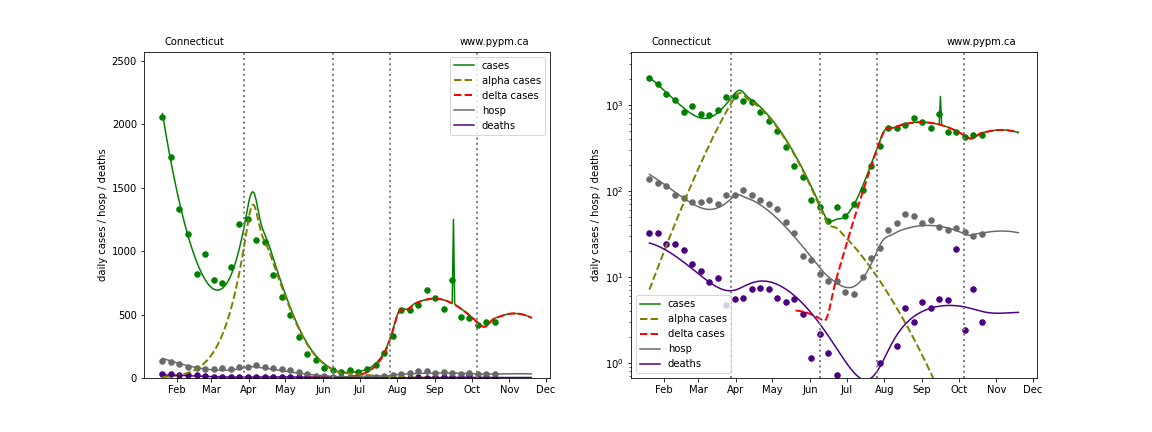 Connecticut
www.pypm.ca
2500
2000
1500
1000
500
0
daily cases / hosp / deaths
cases
alpha cases
delta cases
hosp
deaths
Feb Mar Apr May Jun Jul Aug Sep Oct Nov Dec
Connecticut
www.pypm.ca
10³
10²
10¹
10⁰
daily cases / hosp / deaths
cases
alpha cases
delta cases
hosp
deaths
Feb Mar Apr May Jun Jul Aug Sep Oct Nov Dec